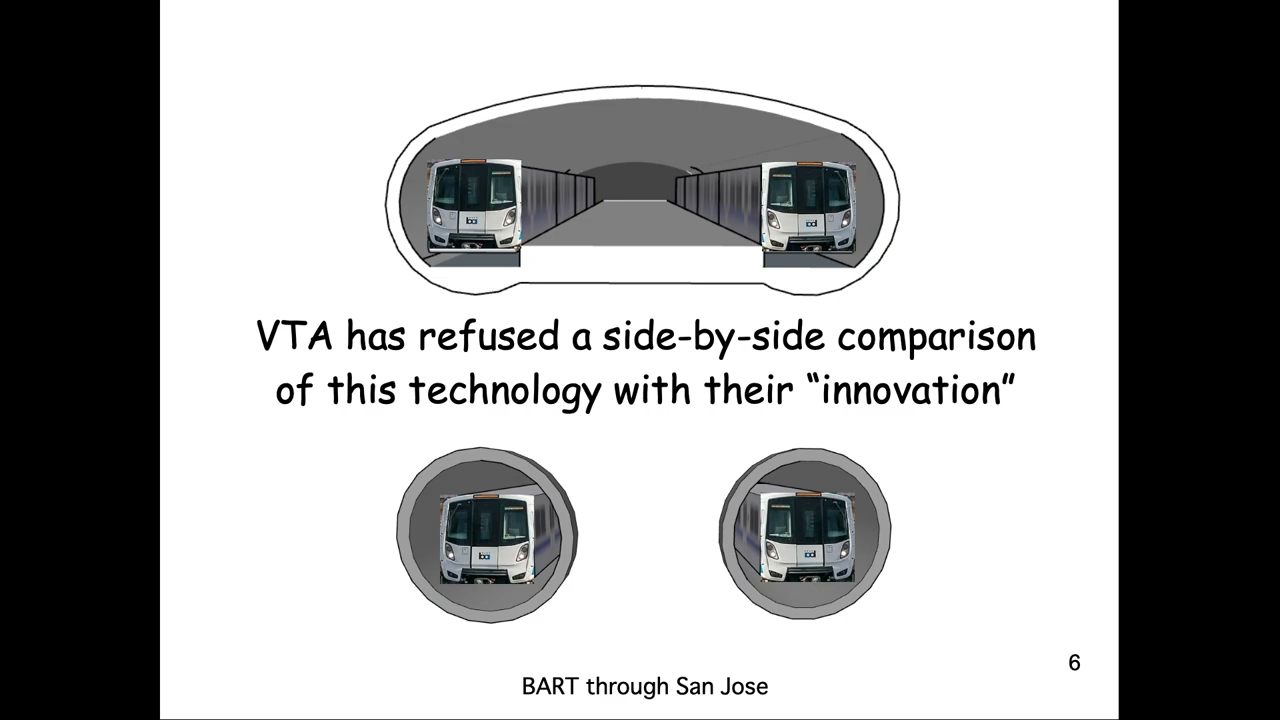 VTA has refused a side-by-side comparison
of this technology with their “innovation”
6
BART through San Jose